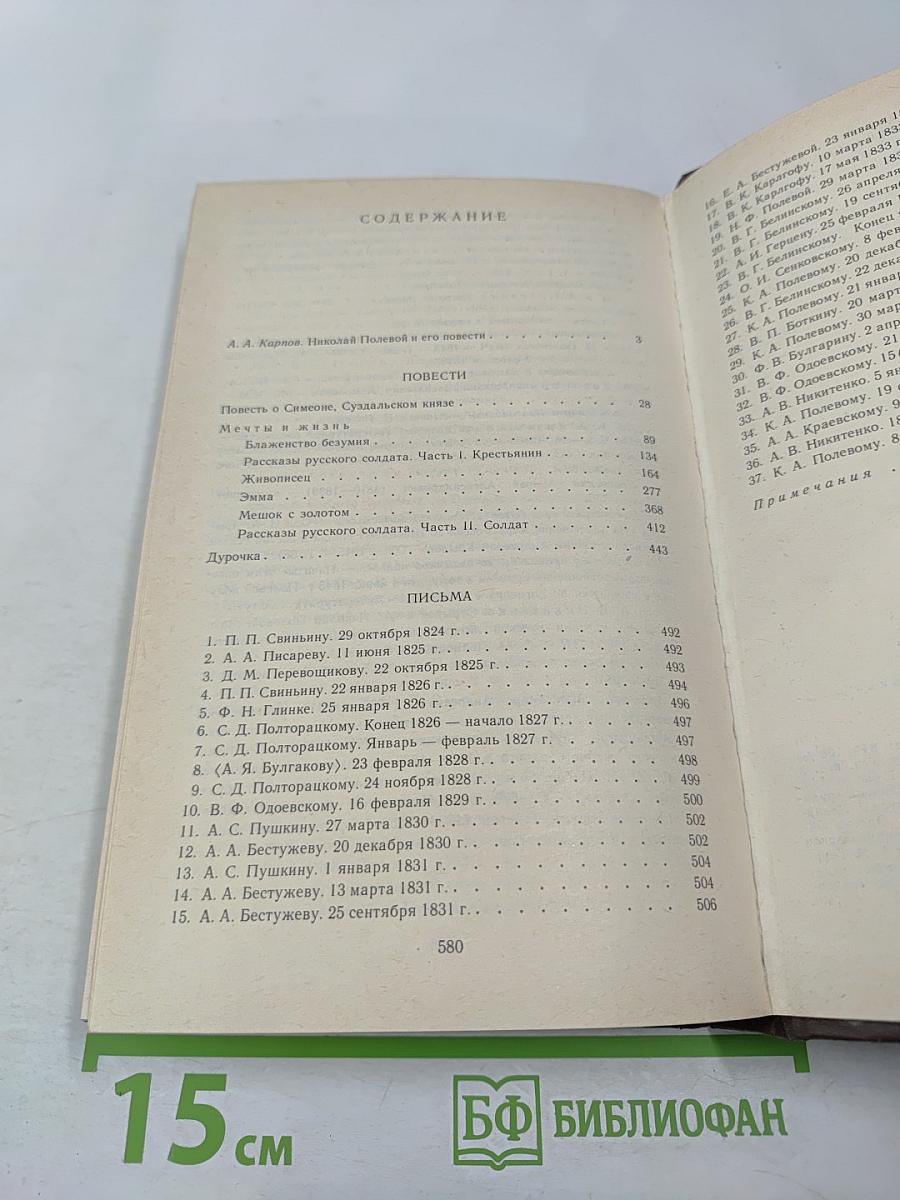 СОДЕРЖАНИЕ
А. А. Карпов. Николай Полевой и его повести . . . . . . . . 3
ПОВЕСТИ
Повесть о Симеоне, Суздальском князе . . . . . . . . . . 28
Мечты и жизнь
Блаженство безумия . . . . . . . . . . . . 89
Рассказы русского солдата. Часть I. Крестьянин . . . . . . 134
Живописец . . . . . . . . . . . . . . . . 164
Эмма . . . . . . . . . . . . . . . . . . 277
Мешок с золотом . . . . . . . . . . . . . . 368
Рассказы русского солдата. Часть II. Солдат . . . . . . 412
Дурочка . . . . . . . . . . . . . . . . . . . . 443
ПИСЬМА
1. П. П. Свиньину. 29 октября 1824 г. . . . . . . . . . . 492
2. А. А. Писареву. 11 июня 1825 г. . . . . . . . . . . . 492
3. Д. М. Перевощикову. 22 октября 1825 г. . . . . . . . . 493
4. П. П. Свиньину. 22 января 1826 г. . . . . . . . . . . 494
5. Ф. Н. Глинке. 25 января 1826 г. . . . . . . . . . . . 496
6. С. Д. Полторацкому. Конец 1826 — начало 1827 г. . . . . . 497
7. С. Д. Полторацкому. Январь — февраль 1827 г. . . . . . . 497
8. ⟨А. Я. Булгакову⟩. 23 февраля 1828 г. . . . . . . . . . 498
9. С. Д. Полторацкому. 24 ноября 1828 г. . . . . . . . . . 499
10. В. Ф. Одоевскому. 16 февраля 1829 г. . . . . . . . . . 500
11. А. С. Пушкину. 27 марта 1830 г. . . . . . . . . . . . 502
12. А. А. Бестужеву. 20 декабря 1830 г. . . . . . . . . . . 502
13. А. С. Пушкину. 1 января 1831 г. . . . . . . . . . . . 504
14. А. А. Бестужеву. 13 марта 1831 г. . . . . . . . . . . . 504
15. А. А. Бестужеву. 25 сентября 1831 г. . . . . . . . . . . 506
580
16. Е. А. Бестужевой. 23 января
17. В. К. Карлгофу. 10 марта 1833
18. В. К. Карлгофу. 17 мая 1833 г
19. Н. Ф. Полевой. 29 марта 183
20. В. Г. Белинскому. 26 апреля
21. В. Г. Белинскому. 19 сентяб
22. А. И. Герцену. 25 февраля
23. В. Г. Белинскому. Конец
24. О. И. Сенковскому. 8 фев
25. К. А. Полевому. 20 декаб
26. В. Г. Белинскому. 22 дека
27. К. А. Полевому. 21 январ
28. В. П. Боткину. 20 март
29. К. А. Полевому. 30 мар
30. Ф. В. Булгарину. 2 апр
31. В. Ф. Одоевскому. 21
32. В. Ф. Одоевскому. 15
33. А. В. Никитенко. 5 ян
34. К. А. Полевому. 19
35. А. А. Краевскому. 9
36. А. В. Никитенко. 18
37. К. А. Полевому. 8
Примечания .
15 см
БФ БИБЛИОФАН